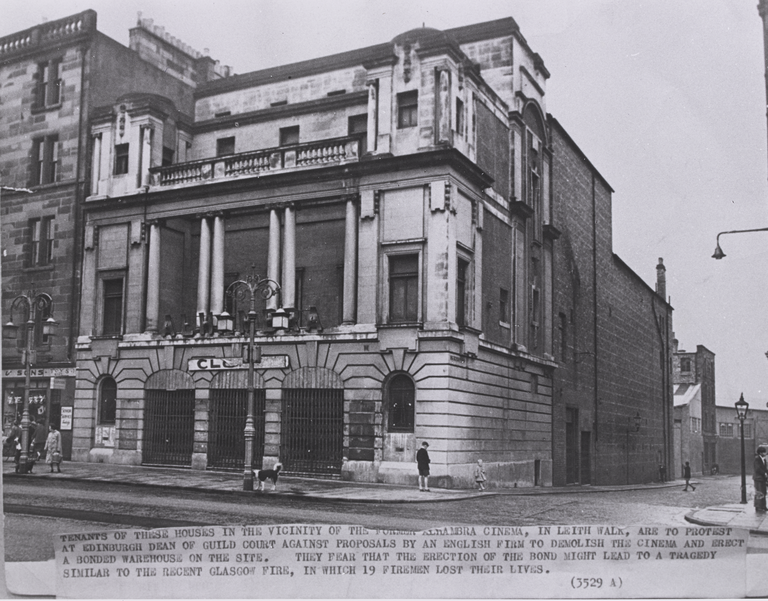 CL
SONS
TENANTS OF THESE HOUSES IN THE VICINITY OF THE FORMER ALHAMBRA CINEMA, IN LEITH WALK, ARE TO PROTEST
AT EDINBURGH DEAN OF GUILD COURT AGAINST PROPOSALS BY AN ENGLISH FIRM TO DEMOLISH THE CINEMA AND ERECT
A BONDED WAREHOUSE ON THE SITE. THEY FEAR THAT THE ERECTION OF THE BOND MIGHT LEAD TO A TRAGEDY
SIMILAR TO THE RECENT GLASGOW FIRE, IN WHICH 19 FIREMEN LOST THEIR LIVES.
(3529 A)